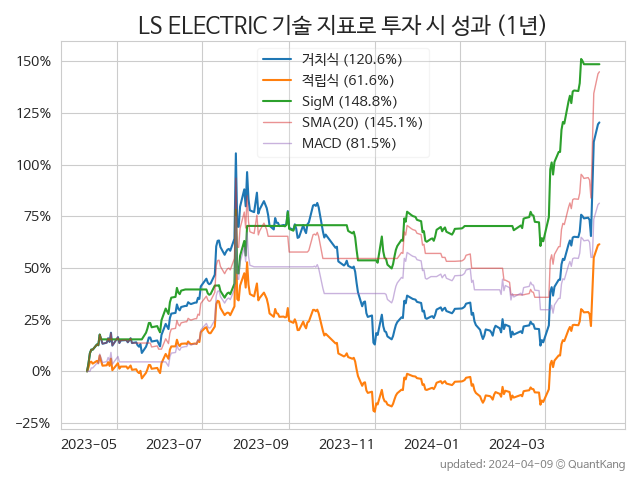 LS ELECTRIC 기술 지표로 투자 시 성과 (1년)
거치식 (120.6%)
적립식 (61.6%)
SigM (148.8%)
SMA(20) (145.1%)
MACD (81.5%)
150%
125%
100%
75%
50%
25%
0%
−25%
2023-05 2023-07 2023-09 2023-11 2024-01 2024-03
updated: 2024-04-09 © QuantKang